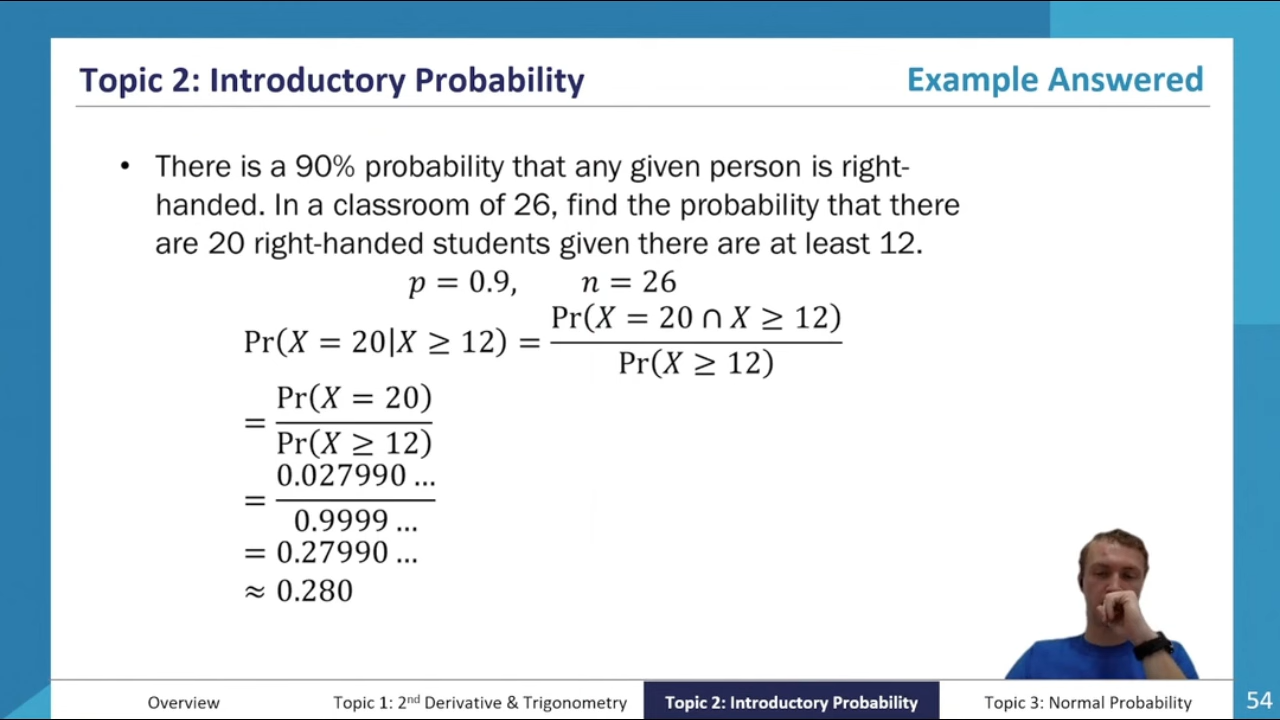 Topic 2: Introductory Probability
Example Answered
• There is a 90% probability that any given person is right-
handed. In a classroom of 26, find the probability that there
are 20 right-handed students given there are at least 12.
p = 0.9, n = 26
Pr(X = 20|X ≥ 12) = Pr(X = 20 ∩ X ≥ 12) / Pr(X ≥ 12)
= Pr(X = 20) / Pr(X ≥ 12)
= 0.027990 ... / 0.9999 ...
= 0.27990 ...
≈ 0.280
Overview
Topic 1: 2nd Derivative & Trigonometry
Topic 2: Introductory Probability
Topic 3: Normal Probability
54